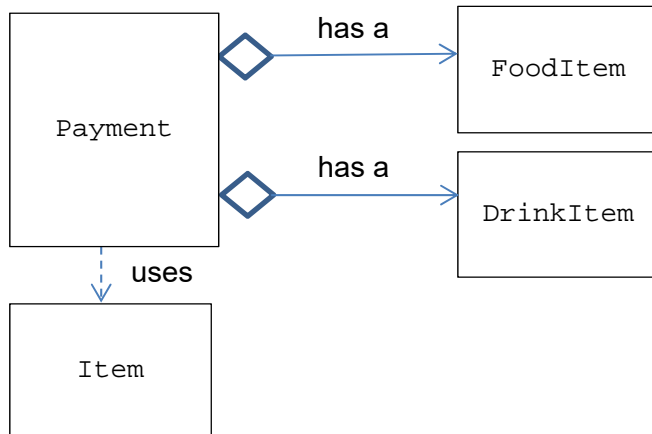 has a
FoodItem
Payment
has a
DrinkItem
uses
Item